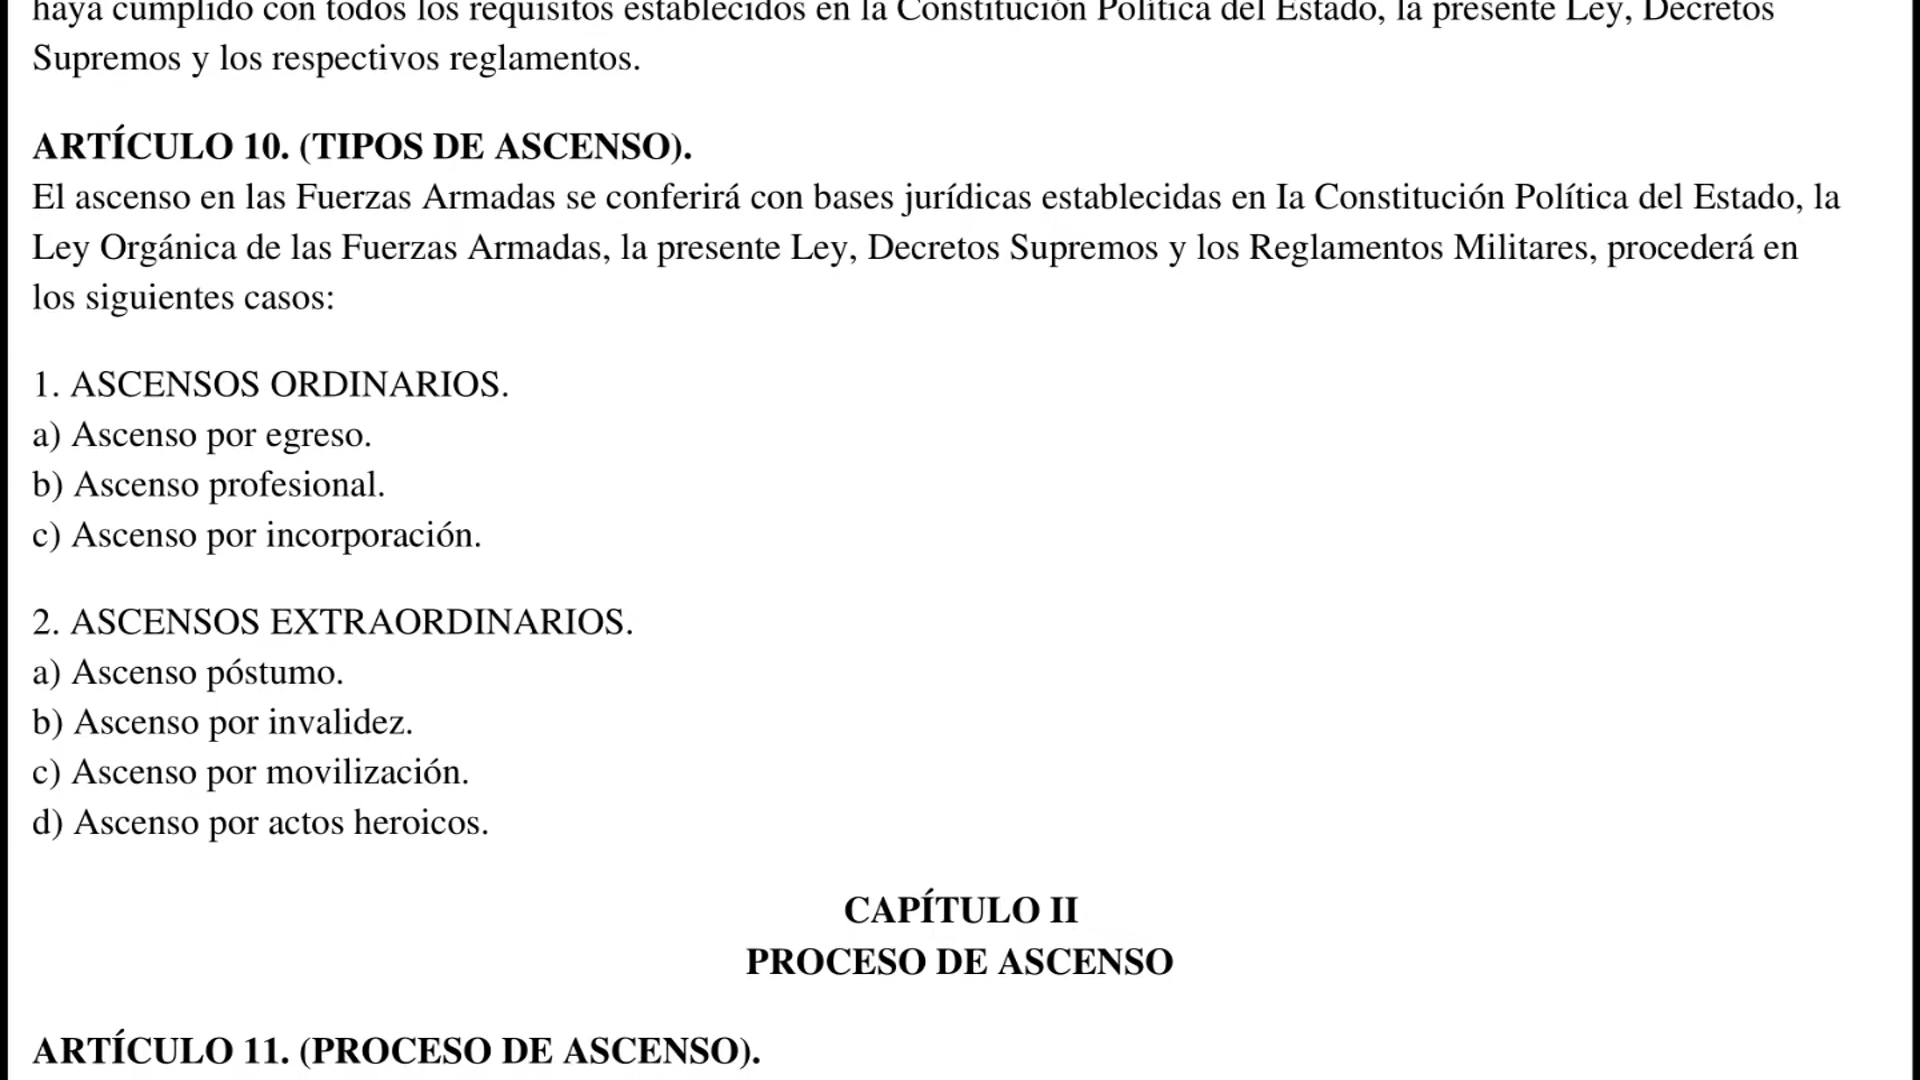 haya cumplido con todos los requisitos establecidos en la Constitución Política del Estado, la presente Ley, Decretos
Supremos y los respectivos reglamentos.
ARTÍCULO 10. (TIPOS DE ASCENSO).
El ascenso en las Fuerzas Armadas se conferirá con bases jurídicas establecidas en Ia Constitución Política del Estado, la
Ley Orgánica de las Fuerzas Armadas, la presente Ley, Decretos Supremos y los Reglamentos Militares, procederá en
los siguientes casos:
1. ASCENSOS ORDINARIOS.
a) Ascenso por egreso.
b) Ascenso profesional.
c) Ascenso por incorporación.
2. ASCENSOS EXTRAORDINARIOS.
a) Ascenso póstumo.
b) Ascenso por invalidez.
c) Ascenso por movilización.
d) Ascenso por actos heroicos.
CAPÍTULO II
PROCESO DE ASCENSO
ARTÍCULO 11. (PROCESO DE ASCENSO).